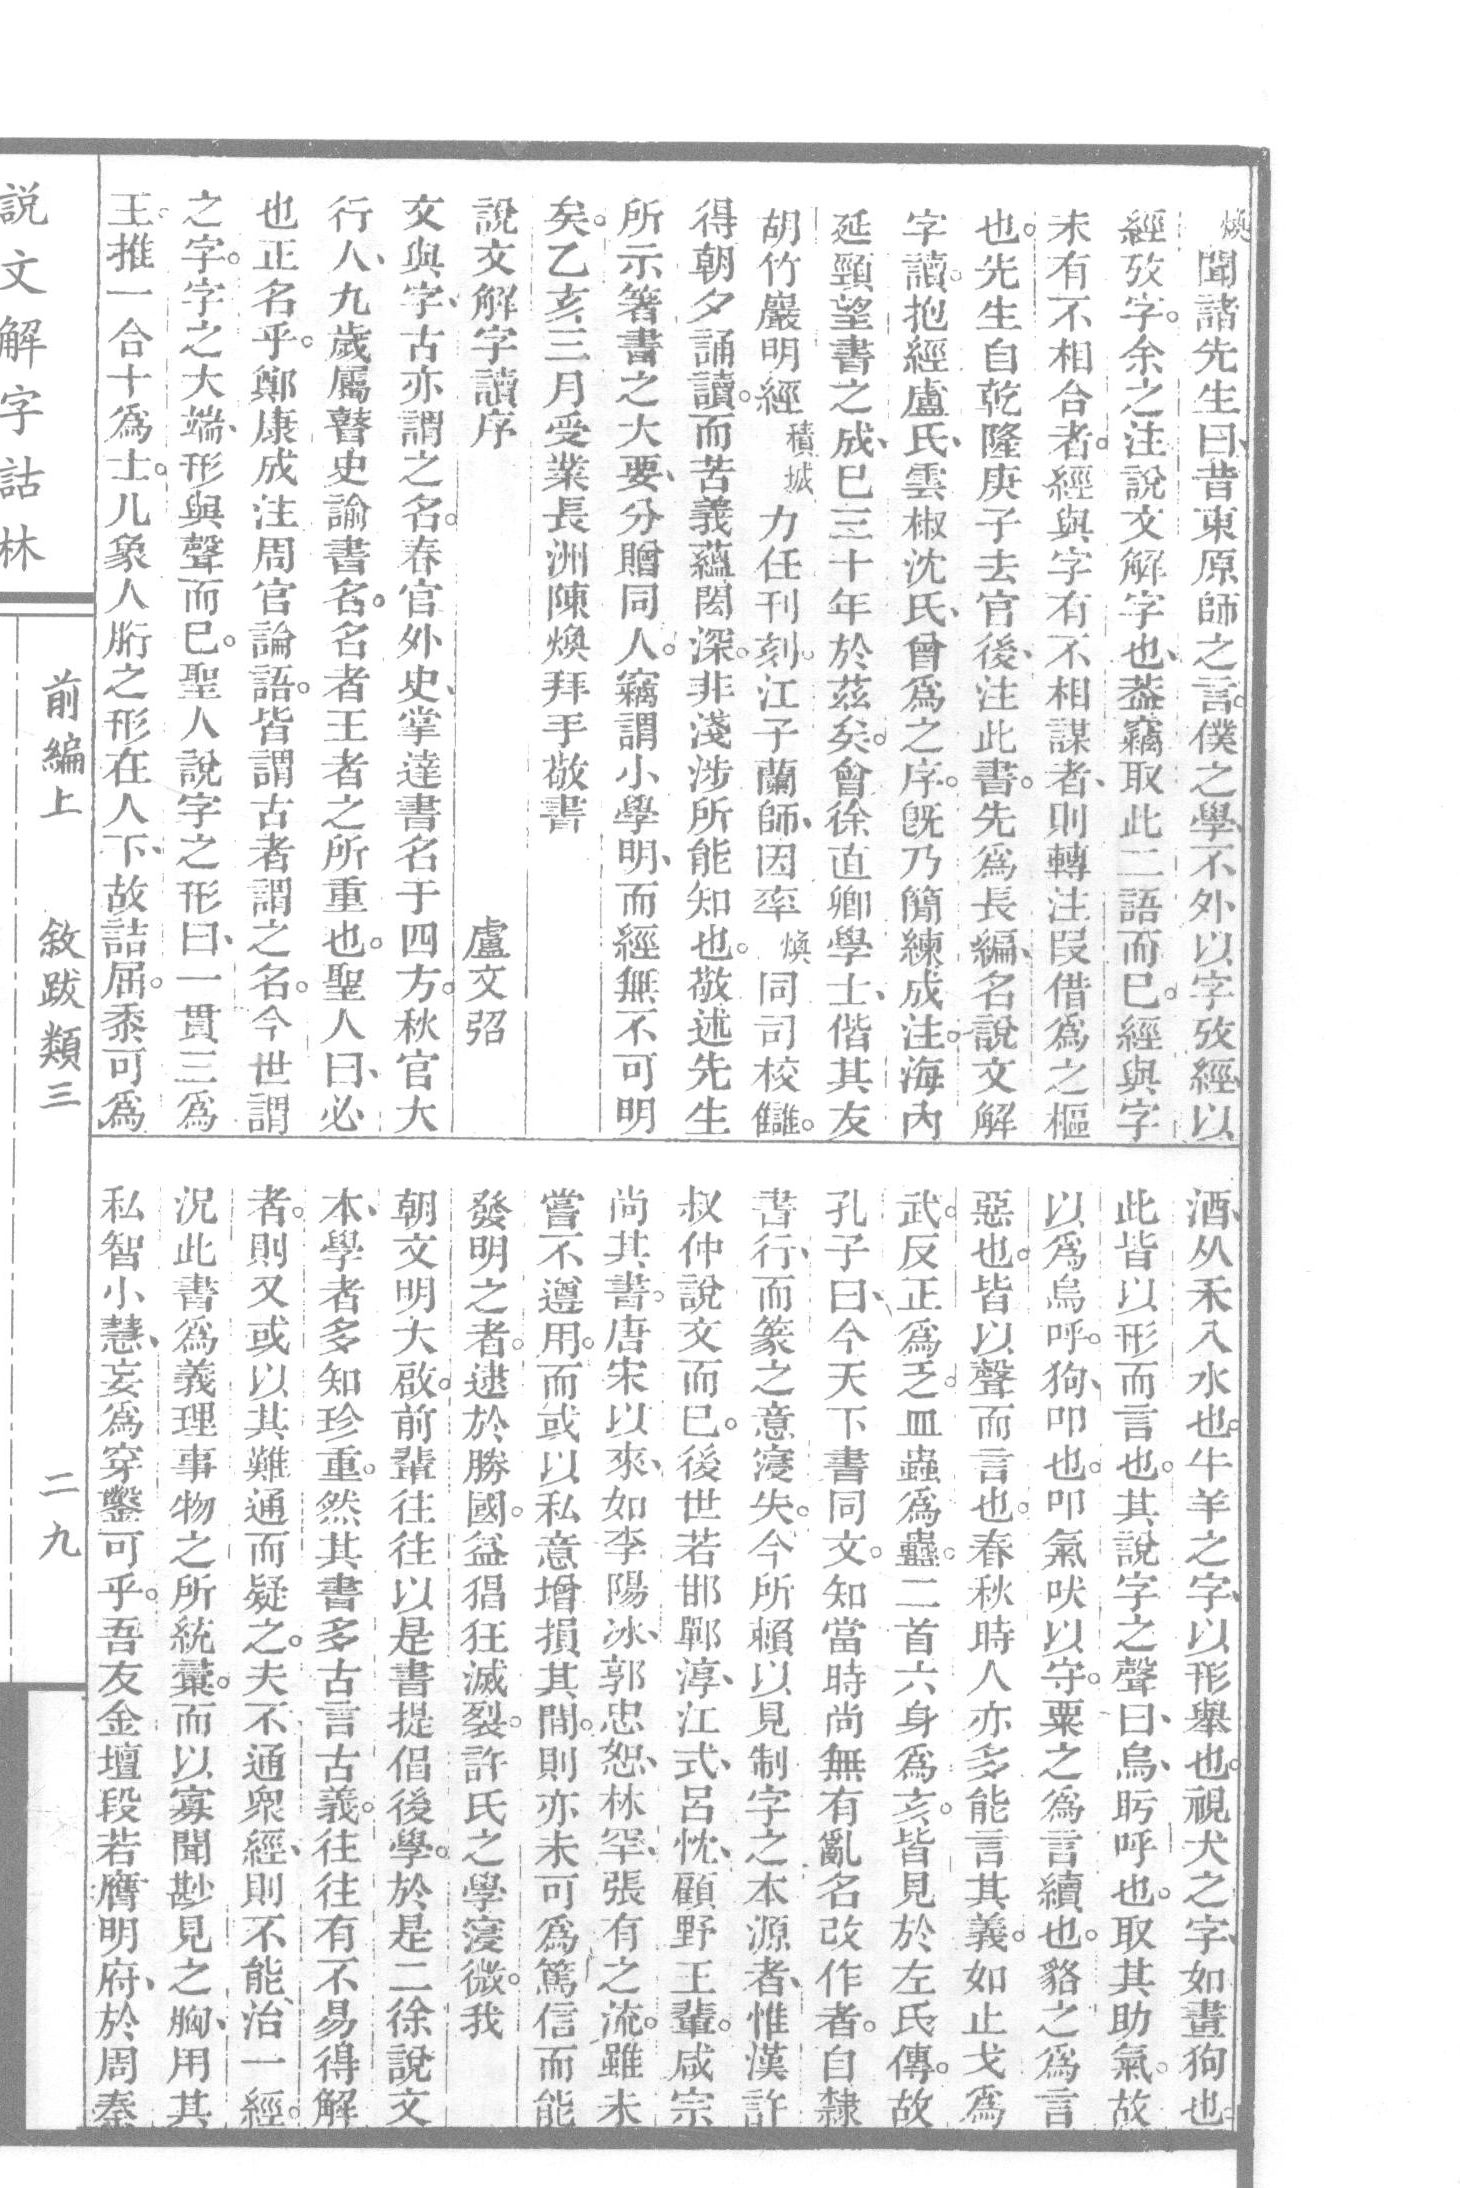 煥聞諸先生曰、昔東原師之言。僕之學、不外以字攷經、以
經攷字。余之注說文解字也、葢竊取此二語而已。經與字
未有不相合者。經與字有不相謀者、則轉注叚借爲之樞
也。先生自乾隆庚子去官後、注此書。先爲長編、名說文解
字讀。抱經盧氏、雲椒沈氏、曾爲之序。旣乃簡練成注。海內
延頸望書之成、巳三十年於茲矣。會徐直卿學士、偕其友
胡竹巖明經積城力任刊刻。江子蘭師、因率煥同司校讎。
得朝夕誦讀。而苦義蘊閎深。非淺涉所能知也。敬述先生
所示箸書之大要、分贈同人。竊謂小學明、而經無不可明
矣。乙亥三月受業長洲陳煥拜手敬書
說文解字讀序　盧文弨
文與字、古亦謂之名。春官外史、掌達書名于四方。秋官大
行人、九歲屬瞽史諭書名。名者王者之所重也。聖人曰、必
也正名乎。鄭康成注周官論語。皆謂古者謂之名。今世謂
之字。字之大端、形與聲而已。聖人說字之形曰、一貫三爲
王。推一合十爲士。儿象人胻之形在人下、故詰屈。黍可爲
酒、从禾入水也。牛羊之字、以形舉也。視犬之字、如畫狗也。
此皆以形而言也。其說字之聲曰、烏、盱呼也。取其助氣。故
以爲烏呼。狗、叩也。叩氣吠以守。粟之爲言續也。貉之爲言
惡也。皆以聲而言也。春秋時人亦多能言其義。如止戈爲
武。反正爲乏。皿蟲爲蠱。二首六身爲亥。皆見於左氏傳。故
孔子曰、今天下書同文。知當時尚無有亂名改作者。自隸
書行、而篆之意寖失。今所賴以見制字之本源者、惟漢許
叔仲說文而已。後世若邯鄲淳、江式、呂忱、顧野王輩。咸宗
尚其書。唐宋以來、如李陽冰、郭忠恕、林罕、張有之流。雖未
嘗不遵用。而或以私意增損其間。則亦未可爲篤信而能
發明之者。逮於勝國。益猖狂滅裂。許氏之學寖微。我
朝文明大啟。前輩往往以是書提倡後學。於是二徐說文
本、學者多知珍重。然其書多古言古義。往往有不易得解
者。則又或以其難通而疑之。夫不通衆經、則不能治一經。
況此書爲義理事物之所統彙。而以寡聞尠見之胸、用其
私智小慧、妄爲穿鑿可乎。吾友金壇段若膺明府、於周秦
說文解字詁林
前編上　敘跋類三
二九